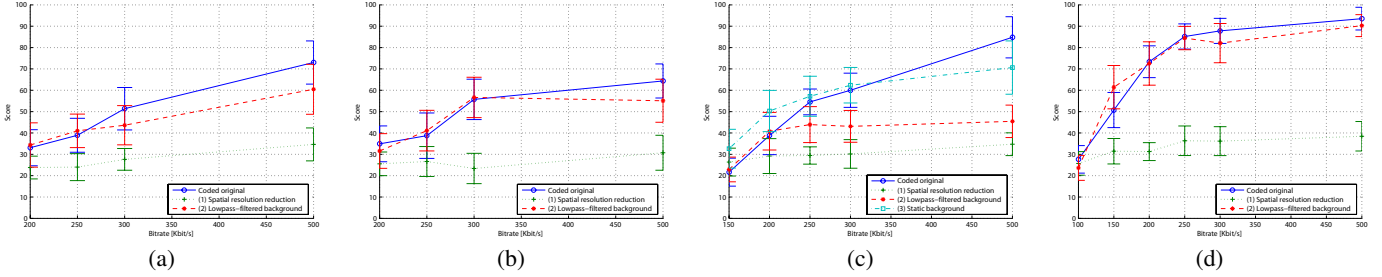 100
90
80
70
60
50
40
30
20
10
0
Score
200 250 300 350 400 450 500
Bitrate [Kbit/s]
Coded original
(1) Spatial resolution reduction
(2) Lowpass−filtered background
(a)
100
90
80
70
60
50
40
30
20
10
0
Score
200 250 300 350 400 450 500
Bitrate [Kbit/s]
Coded original
(1) Spatial resolution reduction
(2) Lowpass−filtered background
(b)
100
90
80
70
60
50
40
30
20
10
0
Score
150 200 250 300 350 400 450 500
Bitrate [Kbit/s]
Coded original
(1) Spatial resolution reduction
(2) Lowpass−filtered background
(3) Static background
(c)
100
90
80
70
60
50
40
30
20
10
0
Score
100 150 200 250 300 350 400 450 500
Bitrate [Kbit/s]
Coded original
(1) Spatial resolution reduction
(2) Lowpass−filtered background
(d)